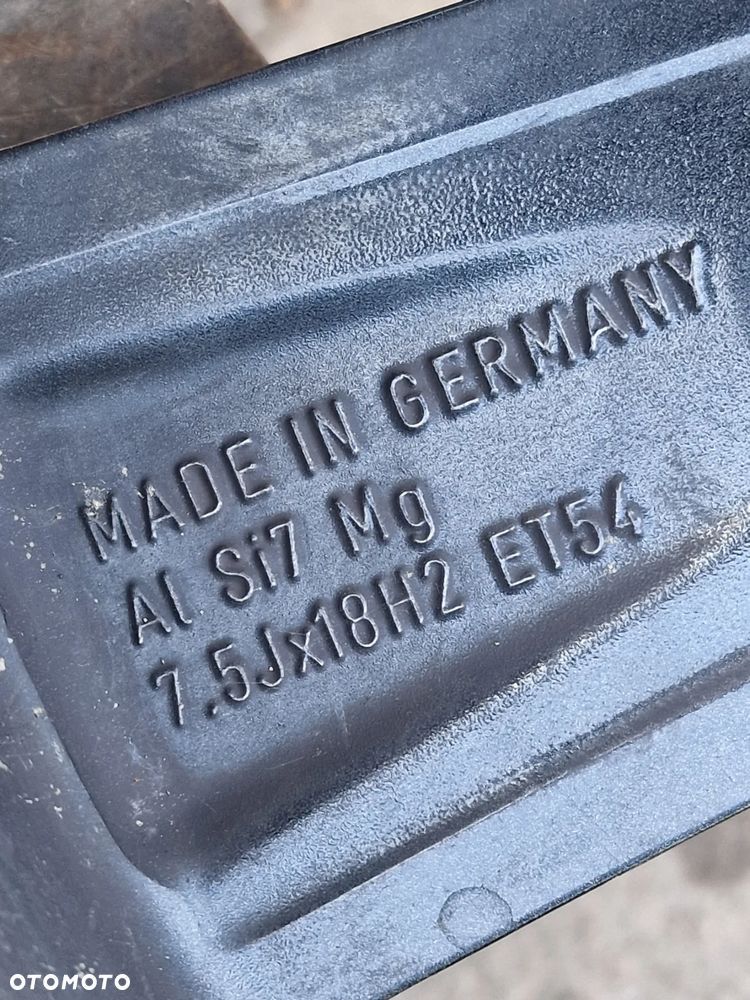 MADE IN GERMANY
Al Si7 Mg
7.5Jx18H2 ET54
OTOMOTO